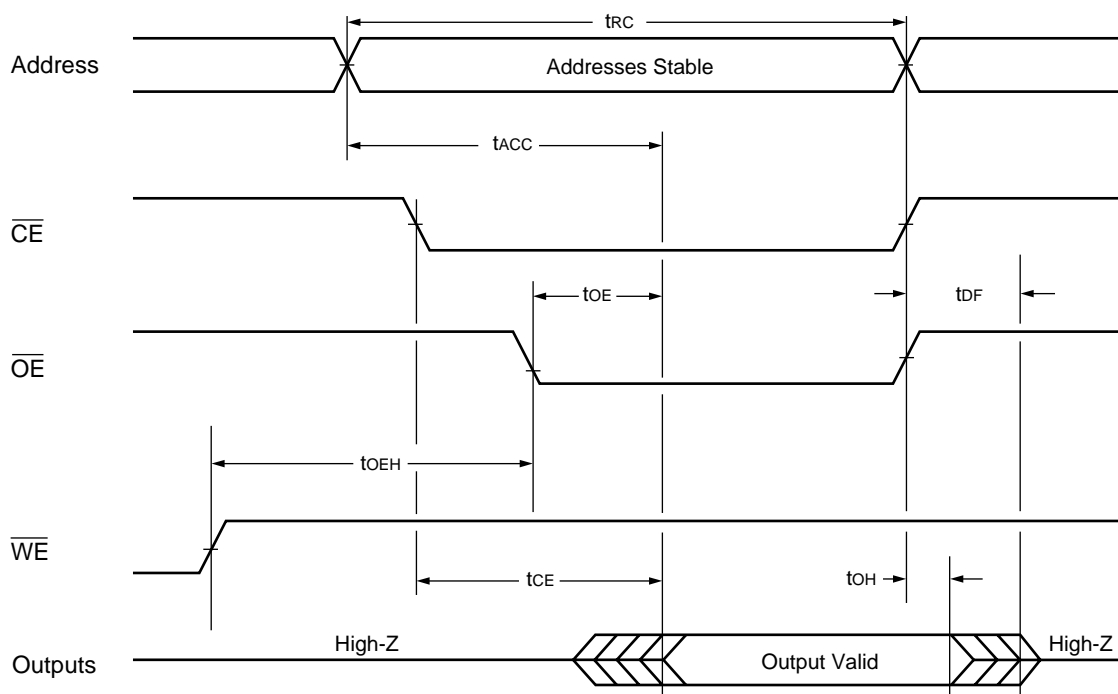 tRC
Address
Addresses Stable
tACC
CE
tOE
tDF
OE
tOEH
WE
tCE
tOH
High-Z
High-Z
Outputs
Output Valid